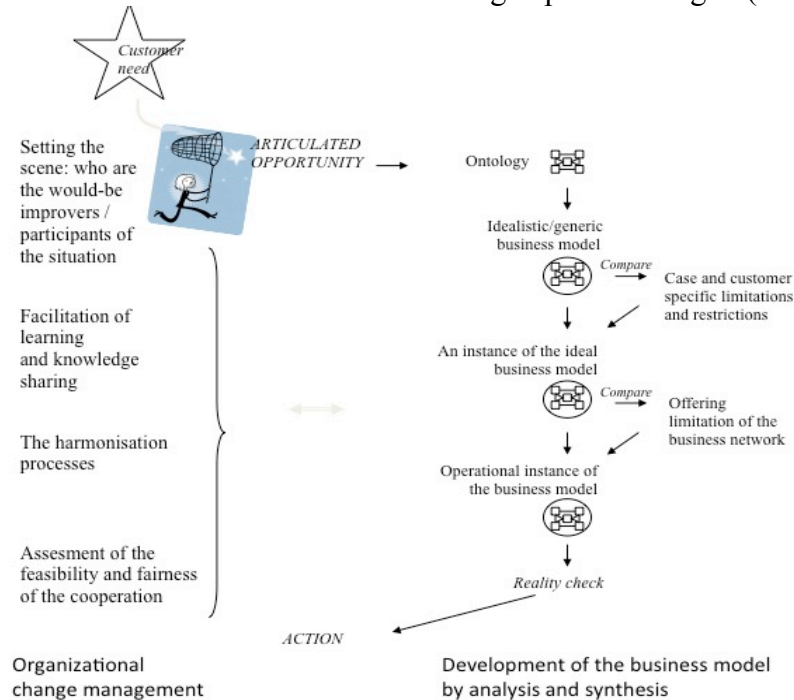 Customer
need
ARTICULATED
OPPORTUNITY
Setting the
scene: who are
the would-be
improvers /
participants of
the situation
Facilitation of
learning
and knowledge
sharing
The harmonisation
processes
Assesment of the
feasibility and fairness
of the cooperation
Organizational
change management
Ontology
Idealistic/generic
business model
Compare
Case and customer
specific limitations
and restrictions
An instance of the ideal
business model
Compare
Offering
limitation of the
business network
Operational instance of
the business model
Reality check
ACTION
Development of the business model
by analysis and synthesis